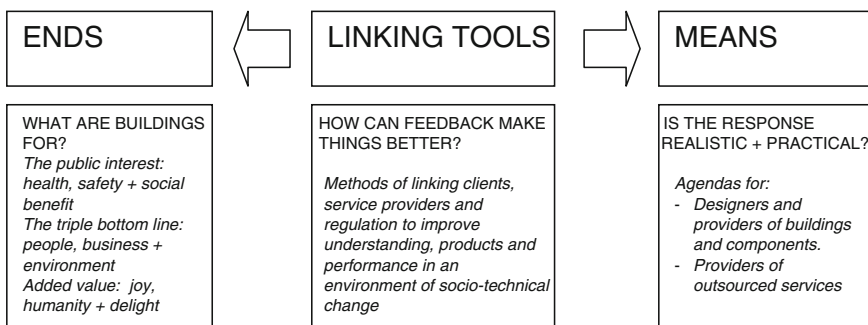 ENDS
LINKING TOOLS
MEANS
WHAT ARE BUILDINGS
FOR?
The public interest:
health, safety + social
benefit
The triple bottom line:
people, business +
environment
Added value: joy,
humanity + delight
HOW CAN FEEDBACK MAKE
THINGS BETTER?
Methods of linking clients,
service providers and
regulation to improve
understanding, products and
performance in an
environment of socio-technical
change
IS THE RESPONSE
REALISTIC + PRACTICAL?
Agendas for:
- Designers and
providers of buildings
and components.
- Providers of
outsourced services